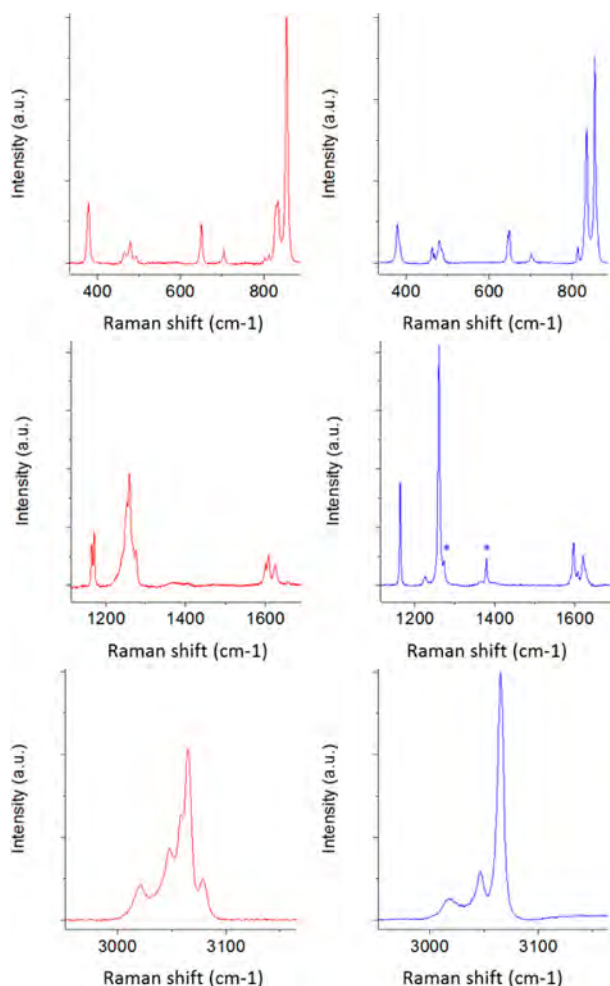 Intensity (a.u.)
400 600 800
Raman shift (cm-1)
Intensity (a.u.)
400 600 800
Raman shift (cm-1)
Intensity (a.u.)
1200 1400 1600
Raman shift (cm-1)
Intensity (a.u.)
* *
1200 1400 1600
Raman shift (cm-1)
Intensity (a.u.)
3000 3100
Raman shift (cm-1)
Intensity (a.u.)
3000 3100
Raman shift (cm-1)